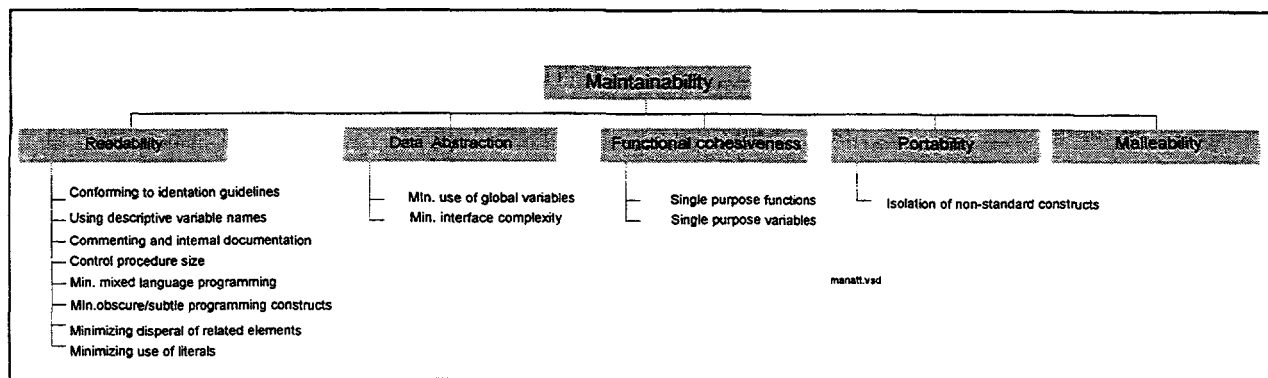 Maintainability
Readability
Data Abstraction
Functional cohesiveness
Portability
Malleability
Conforming to identation guidelines
Using descriptive variable names
Commenting and internal documentation
Control procedure size
Min. mixed language programming
Min.obscure/subtle programming constructs
Minimizing disperal of related elements
Minimizing use of literals
Min. use of global variables
Min. interface complexity
Single purpose functions
Single purpose variables
Isolation of non-standard constructs
manatt.vsd